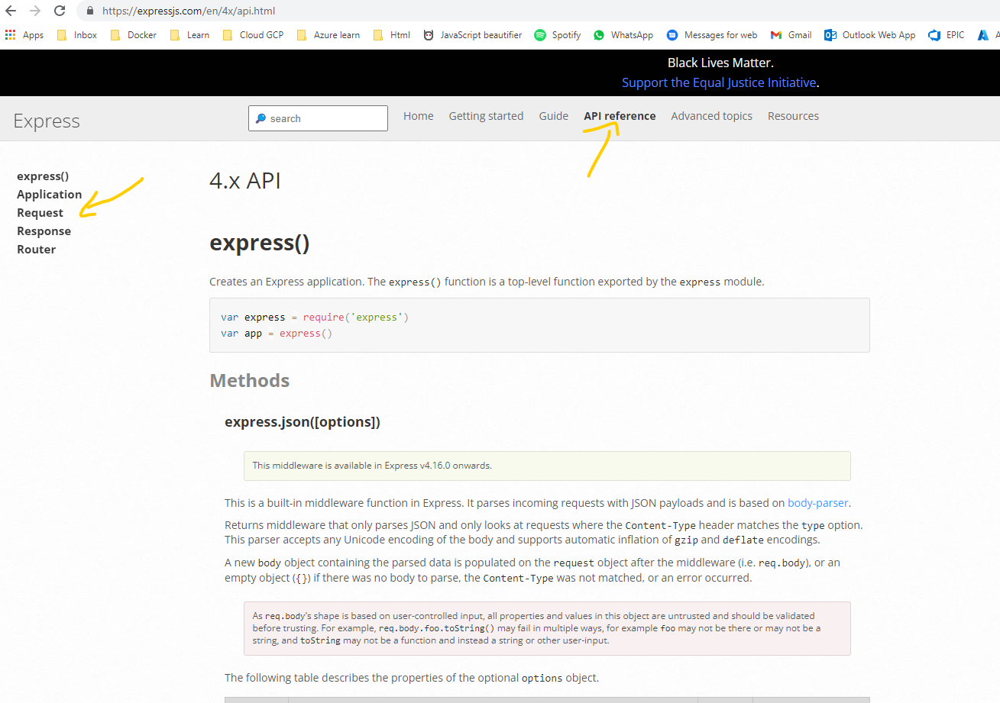 https://expressjs.com/en/4x/api.html
Apps Inbox Docker Learn Cloud GCP Azure learn Html JavaScript beautifier Spotify WhatsApp Messages for web Gmail Outlook Web App EPIC A
Black Lives Matter.
Support the Equal Justice Initiative.
Express search Home Getting started Guide API reference Advanced topics Resources
express()
Application
Request
Response
Router
4.x API
express()
Creates an Express application. The express() function is a top-level function exported by the express module.
var express = require('express')
var app = express()
Methods
express.json([options])
This middleware is available in Express v4.16.0 onwards.
This is a built-in middleware function in Express. It parses incoming requests with JSON payloads and is based on body-parser.
Returns middleware that only parses JSON and only looks at requests where the Content-Type header matches the type option.
This parser accepts any Unicode encoding of the body and supports automatic inflation of gzip and deflate encodings.
A new body object containing the parsed data is populated on the request object after the middleware (i.e. req.body), or an
empty object ({}) if there was no body to parse, the Content-Type was not matched, or an error occurred.
As req.body's shape is based on user-controlled input, all properties and values in this object are untrusted and should be validated
before trusting. For example, req.body.foo.toString() may fail in multiple ways, for example foo may not be there or may not be a
string, and toString may not be a function and instead a string or other user-input.
The following table describes the properties of the optional options object.